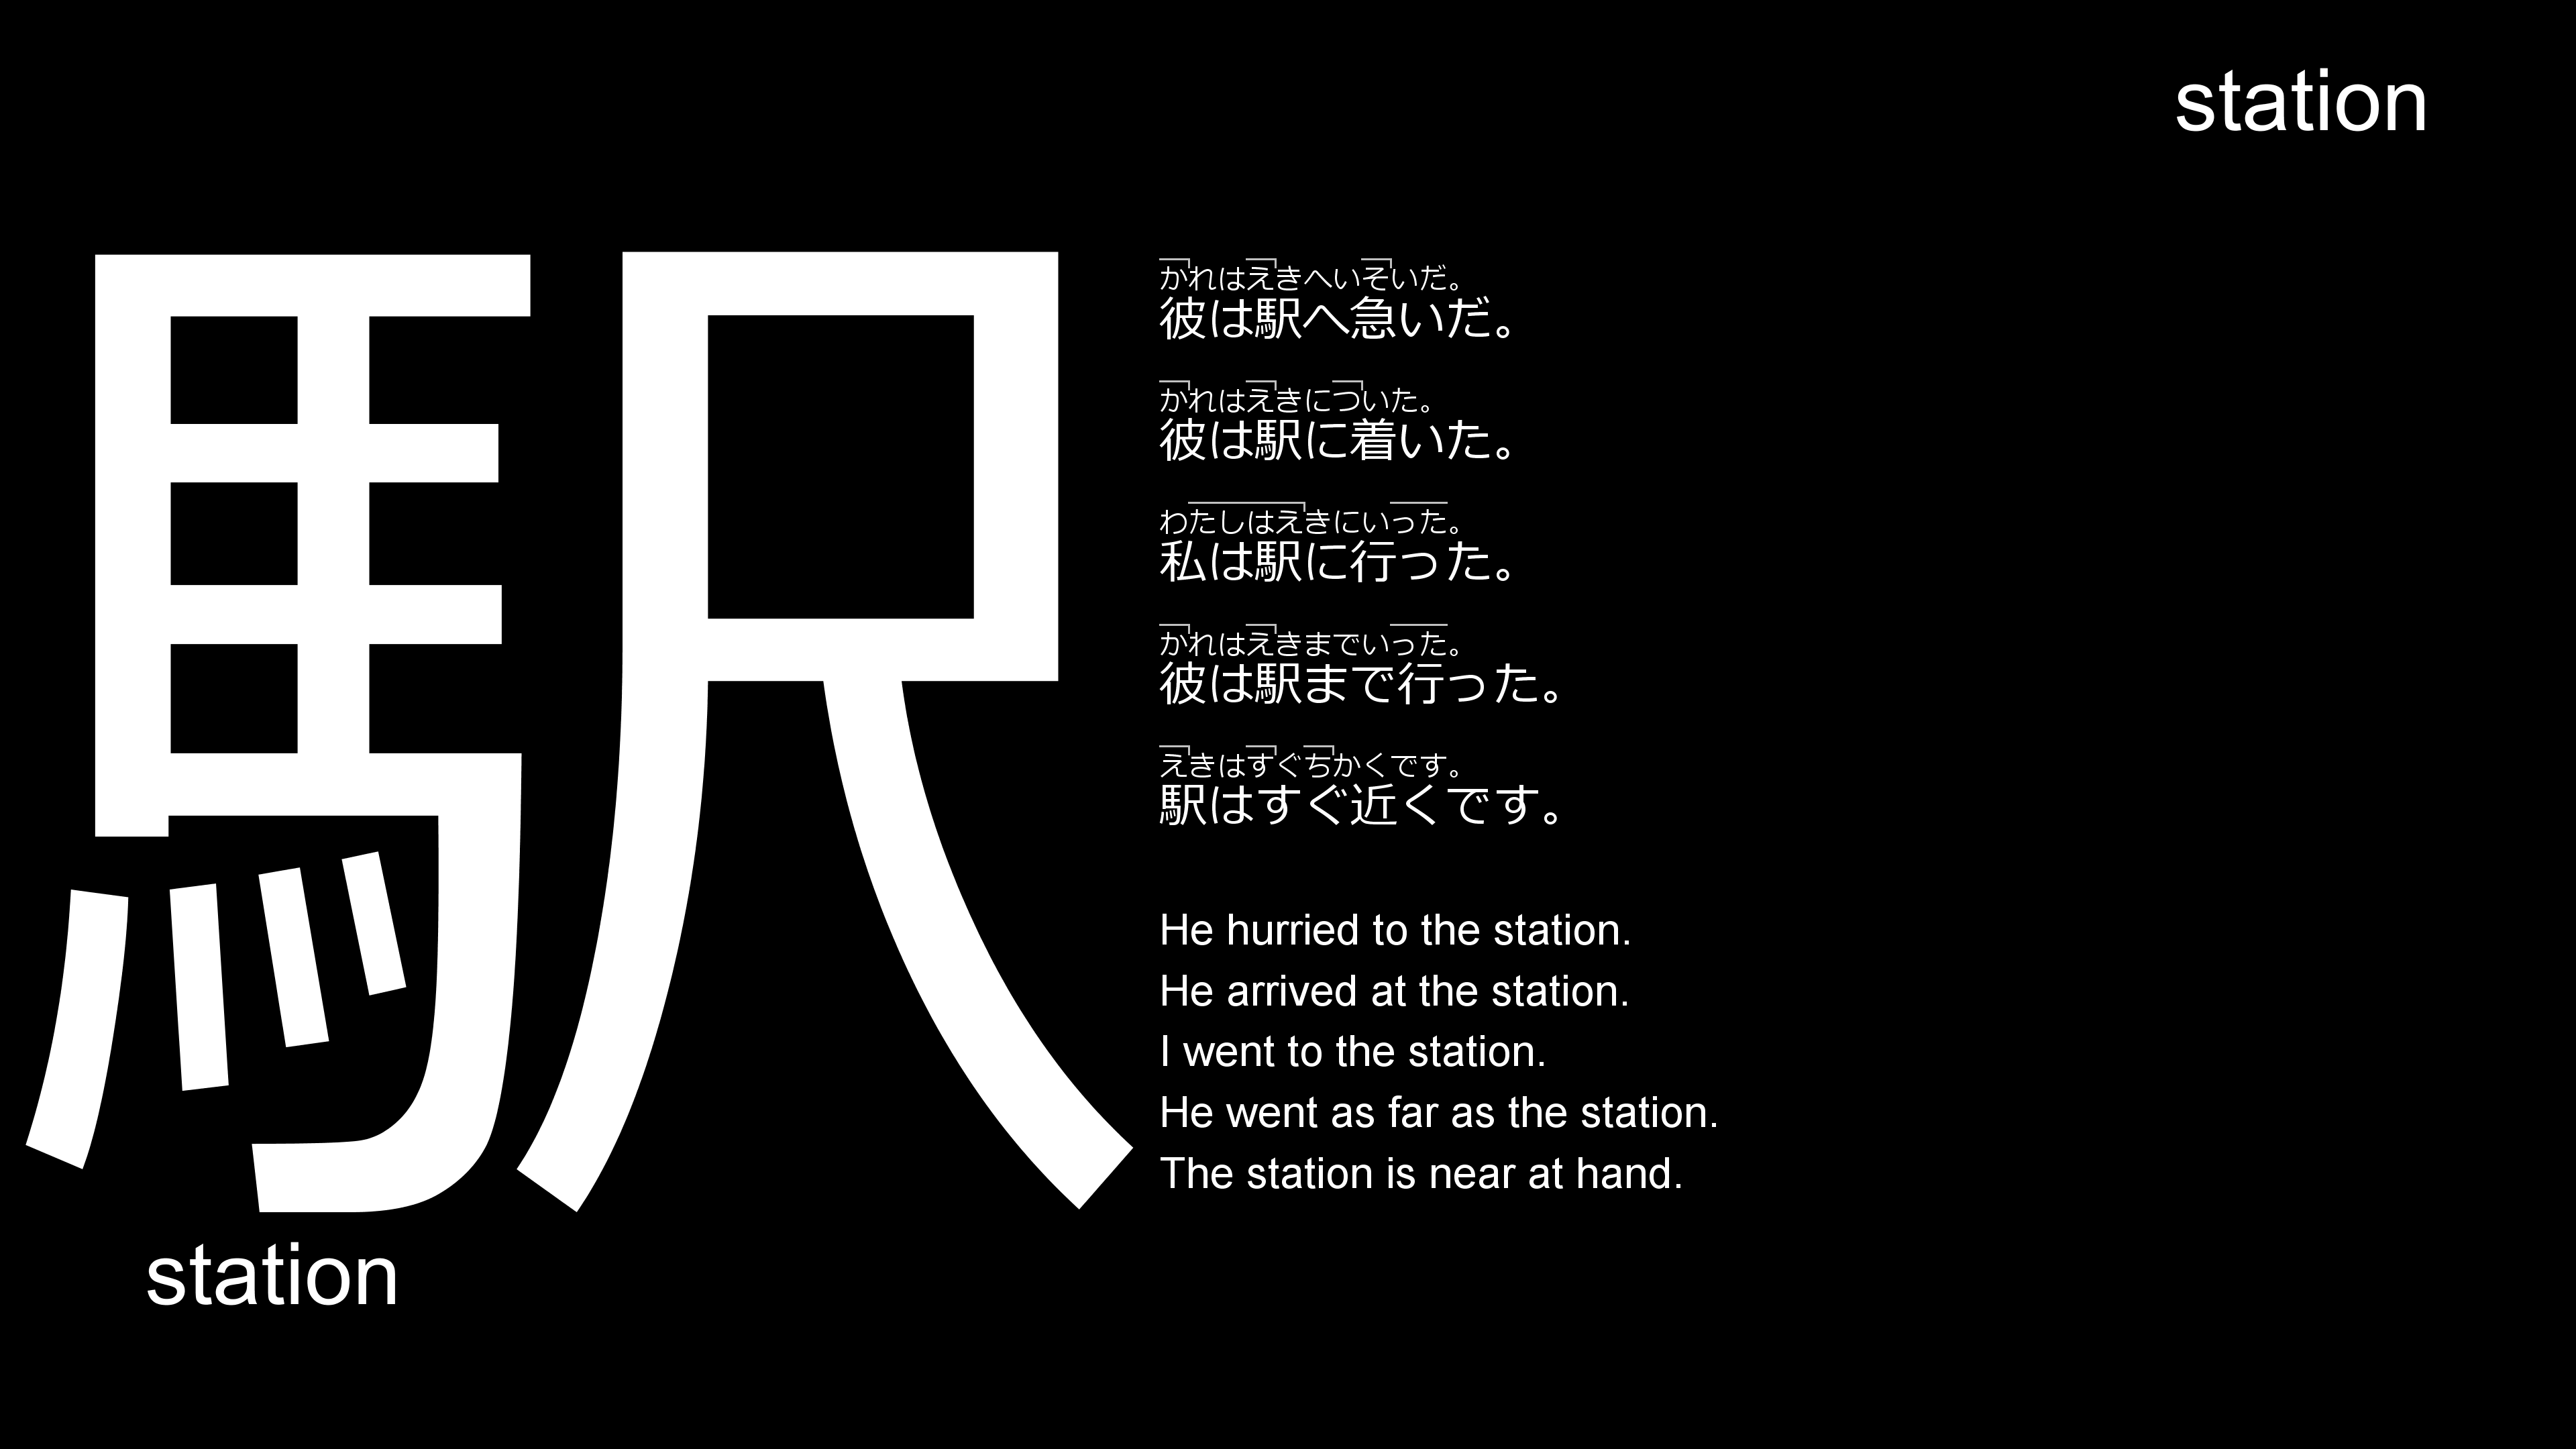 station
駅
かれはえきへいそいだ。
彼は駅へ急いだ。
かれはえきについた。
彼は駅に着いた。
わたしはえきにいった。
私は駅に行った。
かれはえきまでいった。
彼は駅まで行った。
えきはすぐちかくです。
駅はすぐ近くです。
He hurried to the station.
He arrived at the station.
I went to the station.
He went as far as the station.
The station is near at hand.
station